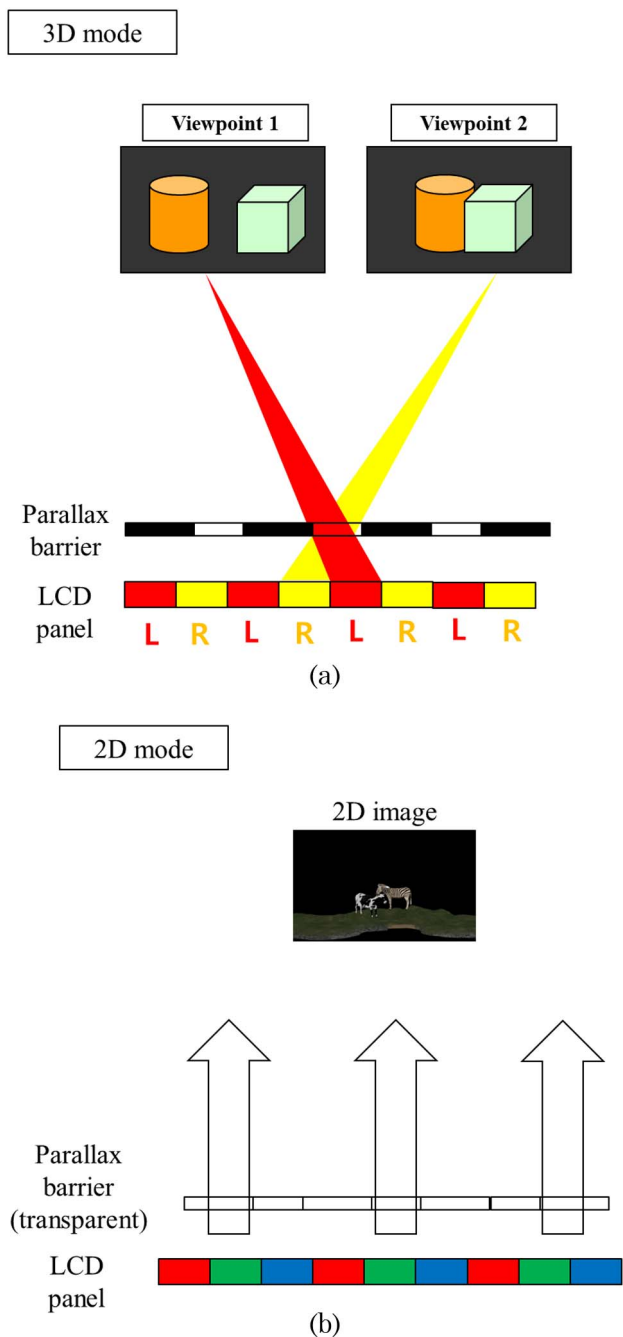 3D mode
Viewpoint 1
Viewpoint 2
Parallax
barrier
LCD
panel
L R L R L R L R
(a)
2D mode
2D image
Parallax
barrier
(transparent)
LCD
panel
(b)